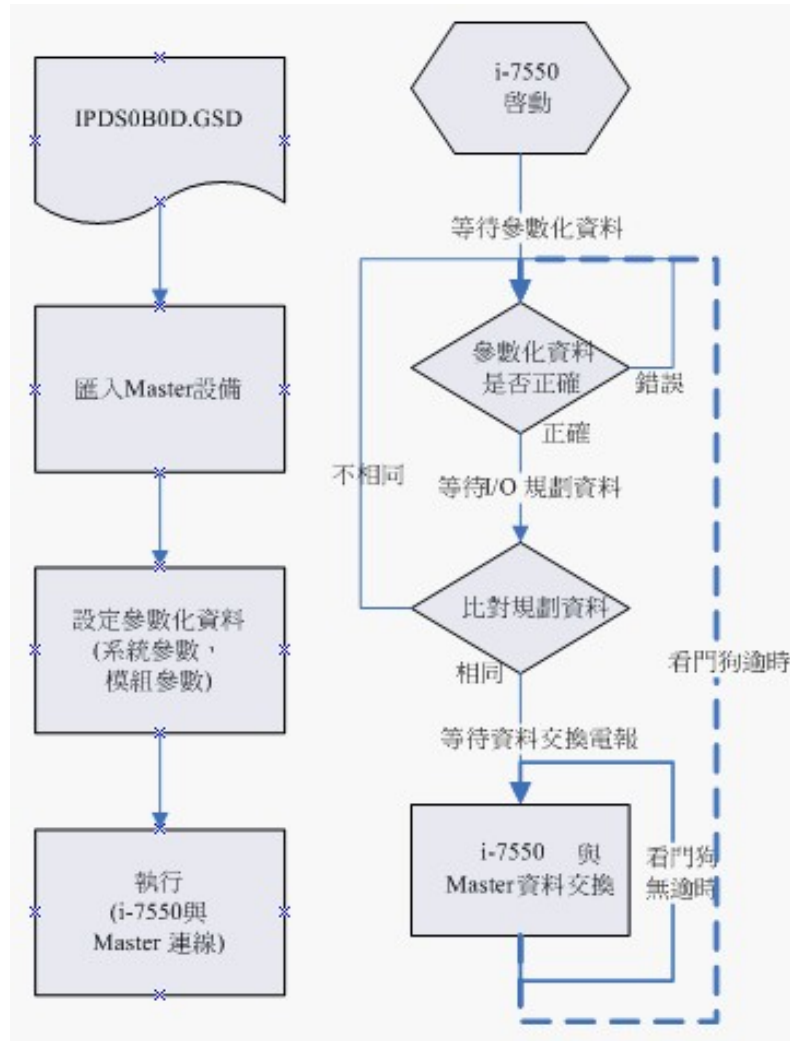 IPDS0B0D.GSD
匯入Master設備
設定參數化資料
(系統參數，
模組參數)
執行
(i-7550與
Master 連線)
i-7550
啓動
等待參數化資料
參數化資料
是否正確
錯誤
正確
不相同
等待I/O 規劃資料
比對規劃資料
相同
看門狗逾時
等待資料交換電報
i-7550 與
Master資料交換
看門狗
無逾時